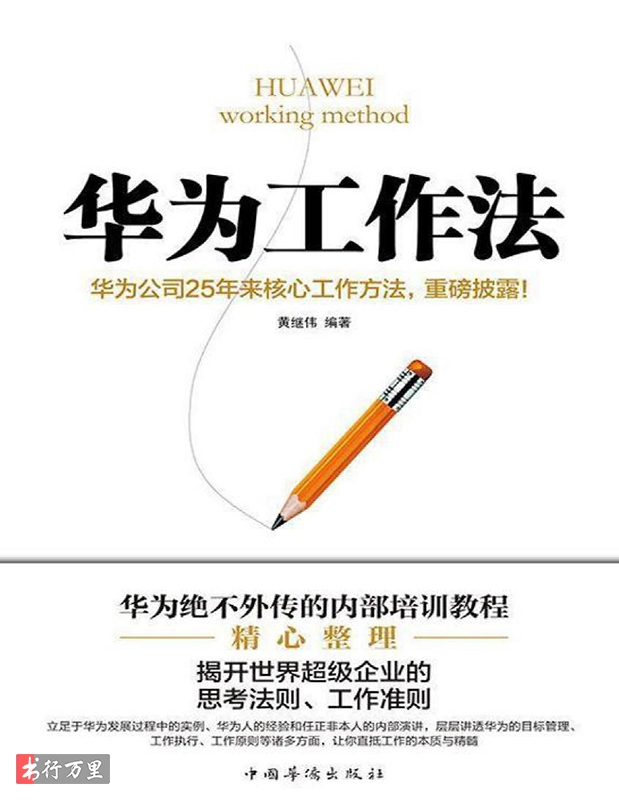 HUAWEI
working method
华为工作法
华为公司25年来核心工作方法，重磅披露！
黄继伟 编著
华为绝不外传的内部培训教程
精心整理
揭开世界超级企业的
思考法则、工作准则
立足于华为发展过程中的实例、华为人的经验和任正非本人的内部演讲，层层讲透华为的目标管理、
工作执行、工作原则等诸多方面，让你直抵工作的本质与精髓
书行万里
中国华侨出版社